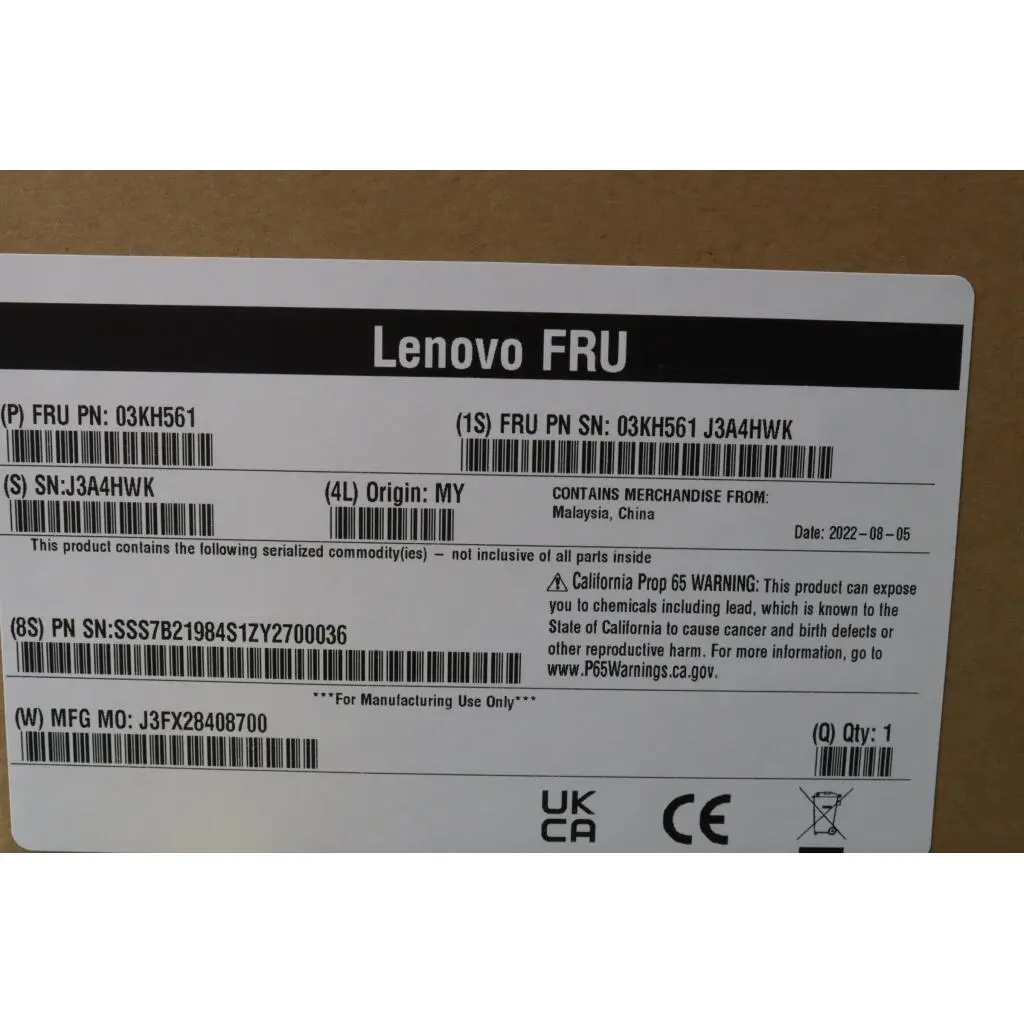 Lenovo FRU
(P) FRU PN: 03KH561
(1S) FRU PN SN: 03KH561 J3A4HWK
(S) SN:J3A4HWK
(4L) Origin: MY
CONTAINS MERCHANDISE FROM:
Malaysia, China
Date: 2022-08-05
This product contains the following serialized commodity(ies) – not inclusive of all parts inside
⚠ California Prop 65 WARNING: This product can expose
you to chemicals including lead, which is known to the
State of California to cause cancer and birth defects or
other reproductive harm. For more information, go to
www.P65Warnings.ca.gov.
(8S) PN SN:SSS7B21984S1ZY2700036
***For Manufacturing Use Only***
(W) MFG MO: J3FX28408700
(Q) Qty: 1
UK
CA
CE